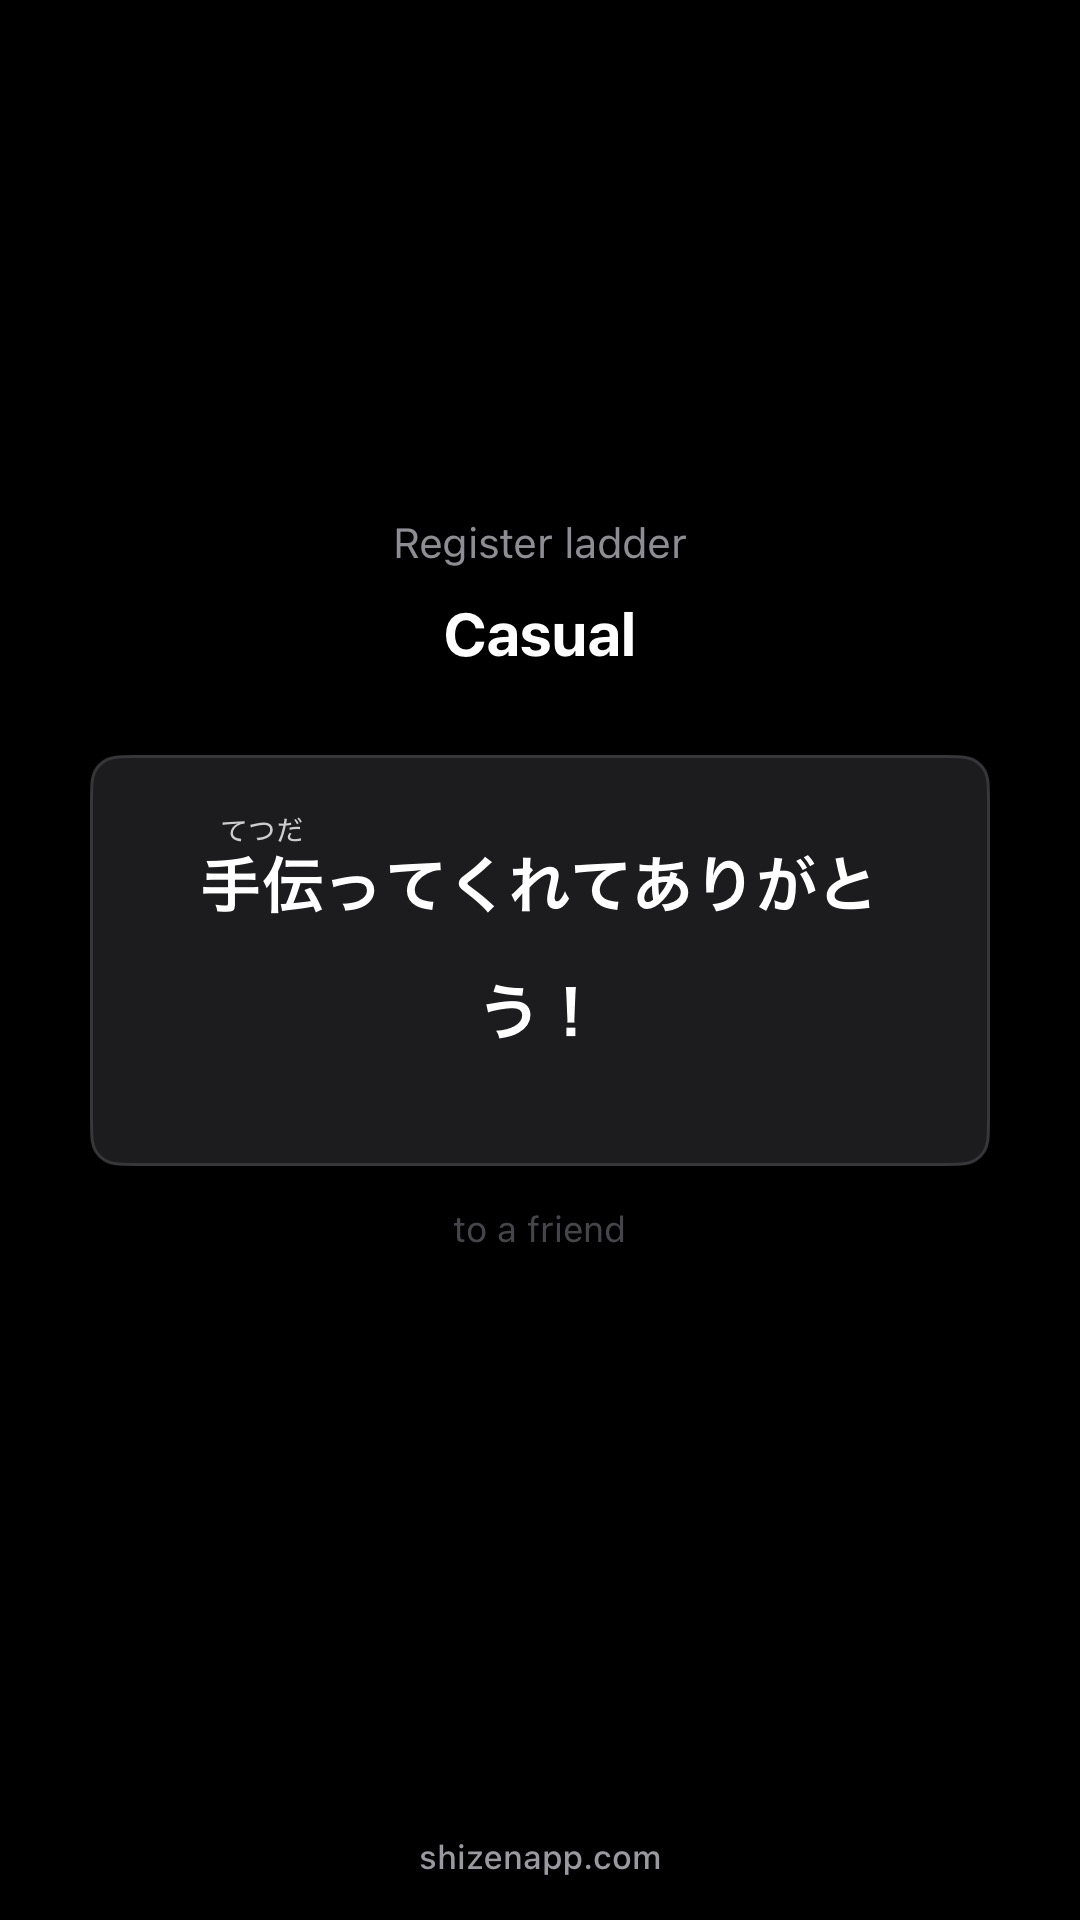 Register ladder
Casual
てつだ
手伝ってくれてありがと
う！
to a friend
shizenapp.com